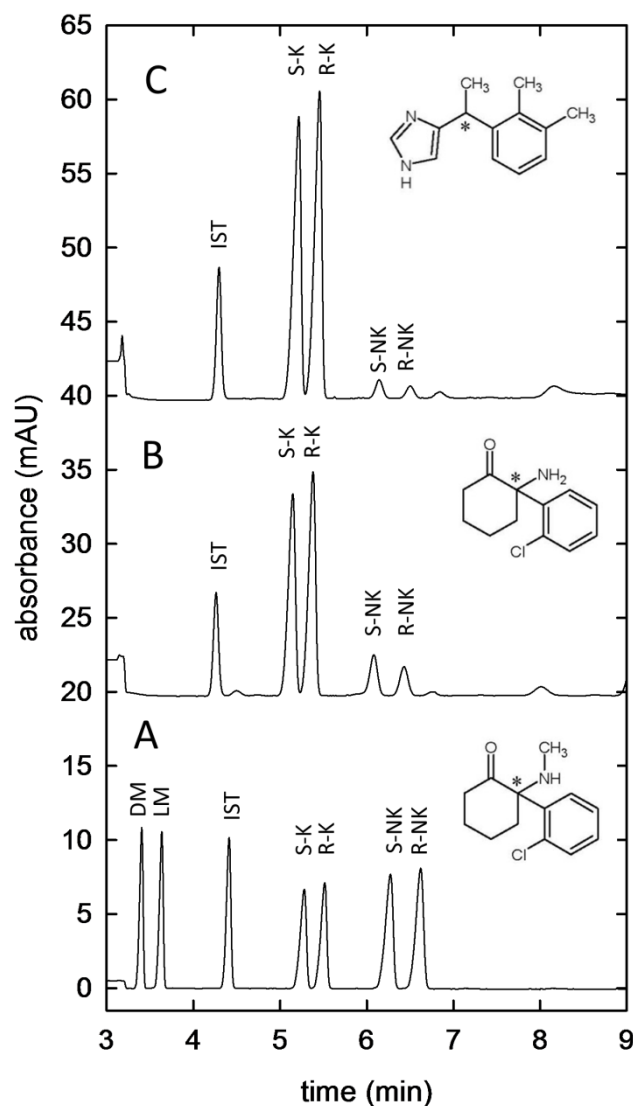 65
60
55
50
45
40
35
30
25
20
15
10
5
0
absorbance (mAU)
C
IST
S-K
R-K
S-NK
R-NK
CH3
CH3
CH3
*
N
N
H
B
IST
S-K
R-K
S-NK
R-NK
O
*
NH2
Cl
A
DM
LM
IST
S-K
R-K
S-NK
R-NK
O
CH3
*
NH
Cl
3
4
5
6
7
8
9
time (min)